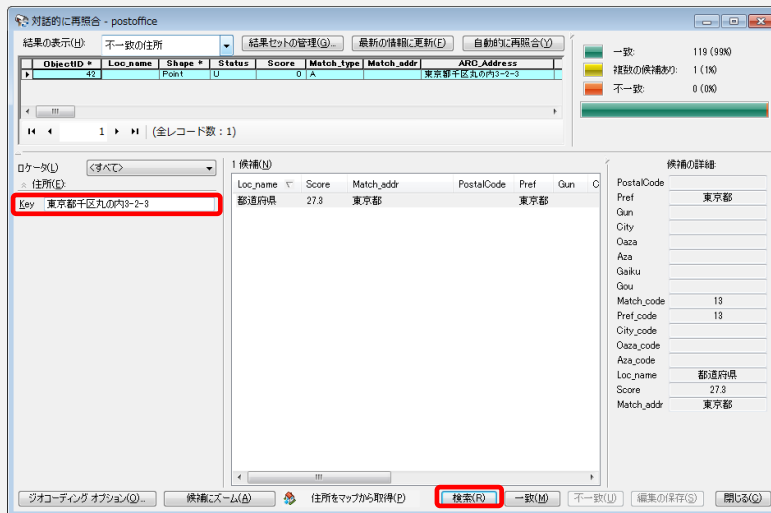 対話的に再照合 - postoffice
結果の表示(H): 不一致の住所 結果セットの管理(G)... 最新の情報に更新(F) 自動的に再照合(Y)
ObjectID * Loc_name Shape * Status Score Match_type Match_addr ARC_Address
42 Point U 0 A 東京都千区丸の内3-2-3
1 (全レコード数:1)
一致: 119 (99%)
複数の候補あり: 1 (1%)
不一致: 0 (0%)
ロケータ(L) <すべて>
住所(E):
Key 東京都千区丸の内3-2-3
1 候補(N)
Loc_name Score Match_addr PostalCode Pref Gun C
都道府県 27.3 東京都 東京都
候補の詳細:
PostalCode
Pref 東京都
Gun
City
Oaza
Aza
Gaiku
Gou
Match_code 13
Pref_code 13
City_code
Oaza_code
Aza_code
Loc_name 都道府県
Score 27.3
Match_addr 東京都
ジオコーディング オプション(O)... 候補にズーム(A) 住所をマップから取得(P) 検索(R) 一致(M) 不一致(U) 編集の保存(S) 閉じる(C)